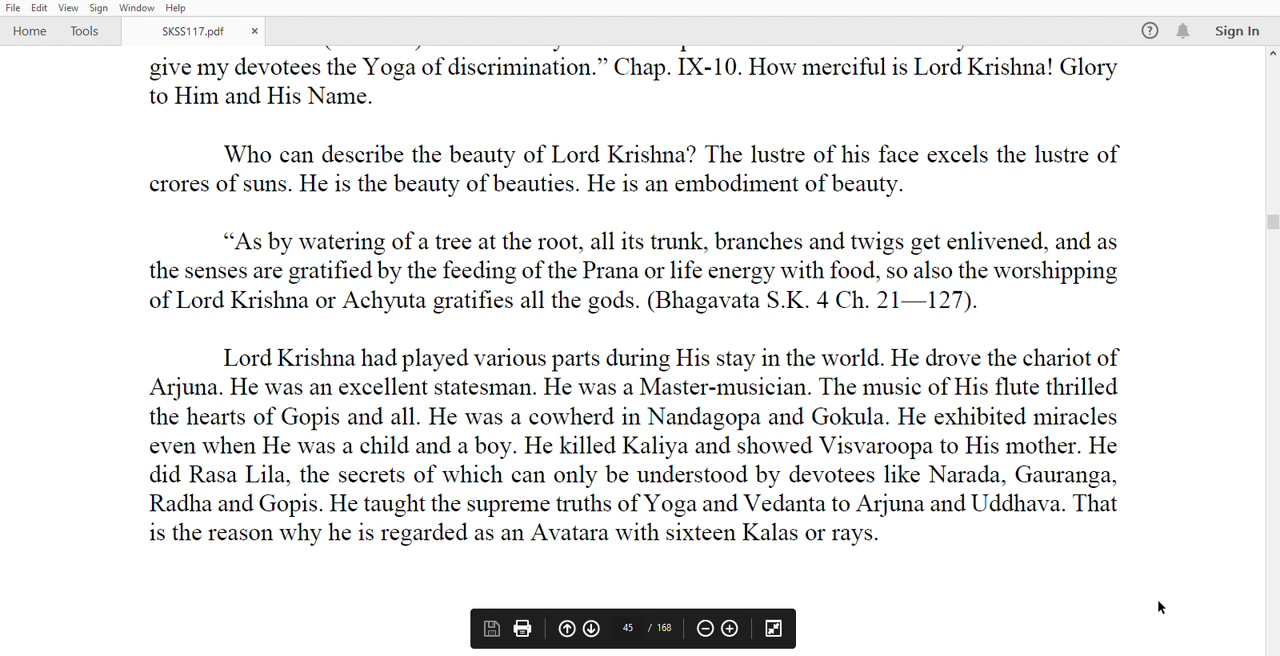 File Edit View Sign Window Help
Home Tools SKSS117.pdf × Sign In
give my devotees the Yoga of discrimination.” Chap. IX-10. How merciful is Lord Krishna! Glory
to Him and His Name.
Who can describe the beauty of Lord Krishna? The lustre of his face excels the lustre of
crores of suns. He is the beauty of beauties. He is an embodiment of beauty.
“As by watering of a tree at the root, all its trunk, branches and twigs get enlivened, and as
the senses are gratified by the feeding of the Prana or life energy with food, so also the worshipping
of Lord Krishna or Achyuta gratifies all the gods. (Bhagavata S.K. 4 Ch. 21—127).
Lord Krishna had played various parts during His stay in the world. He drove the chariot of
Arjuna. He was an excellent statesman. He was a Master-musician. The music of His flute thrilled
the hearts of Gopis and all. He was a cowherd in Nandagopa and Gokula. He exhibited miracles
even when He was a child and a boy. He killed Kaliya and showed Visvaroopa to His mother. He
did Rasa Lila, the secrets of which can only be understood by devotees like Narada, Gauranga,
Radha and Gopis. He taught the supreme truths of Yoga and Vedanta to Arjuna and Uddhava. That
is the reason why he is regarded as an Avatara with sixteen Kalas or rays.
45 / 168